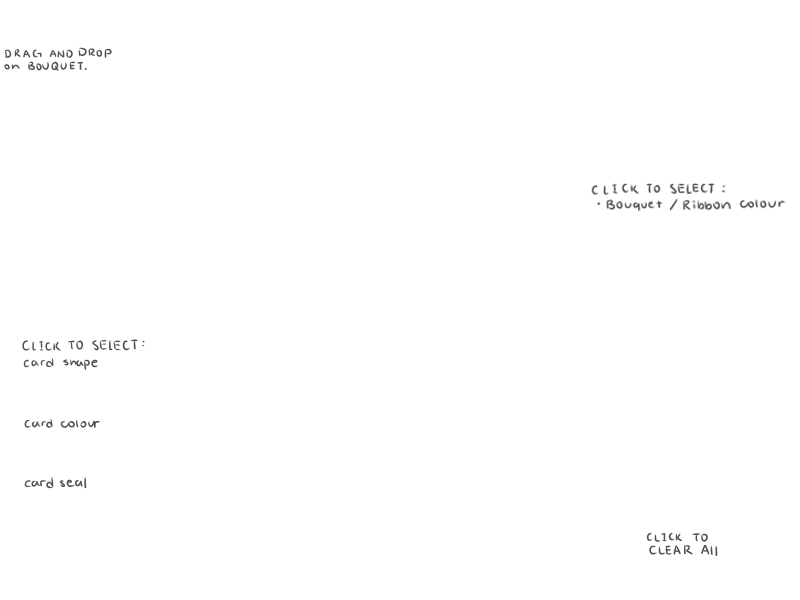 DRAG AND DROP
on BOUQUET.
CLICK TO SELECT :
• Bouquet / Ribbon colour
CLICK TO SELECT :
card shape
card colour
card seal
CLICK TO
CLEAR All